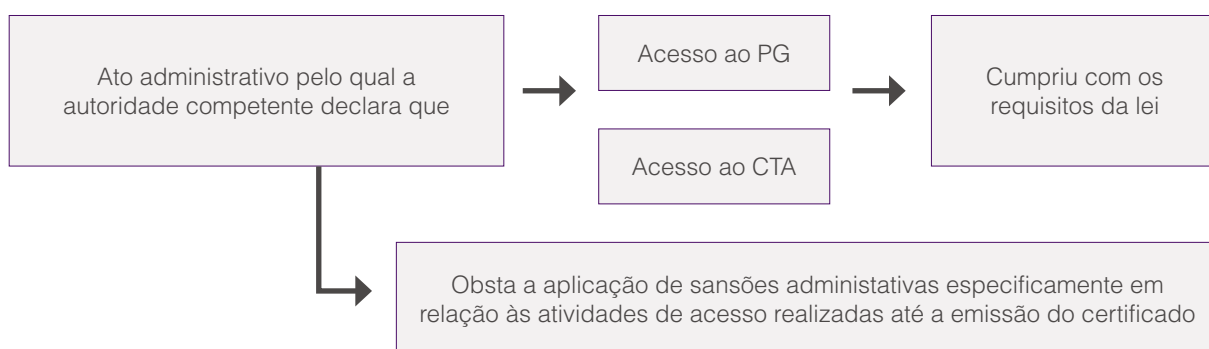 Ato administrativo pelo qual a
autoridade competente declara que
Acesso ao PG
Acesso ao CTA
Cumpriu com os
requisitos da lei
Obsta a aplicação de sansões administativas especificamente em
relação às atividades de acesso realizadas até a emissão do certificado